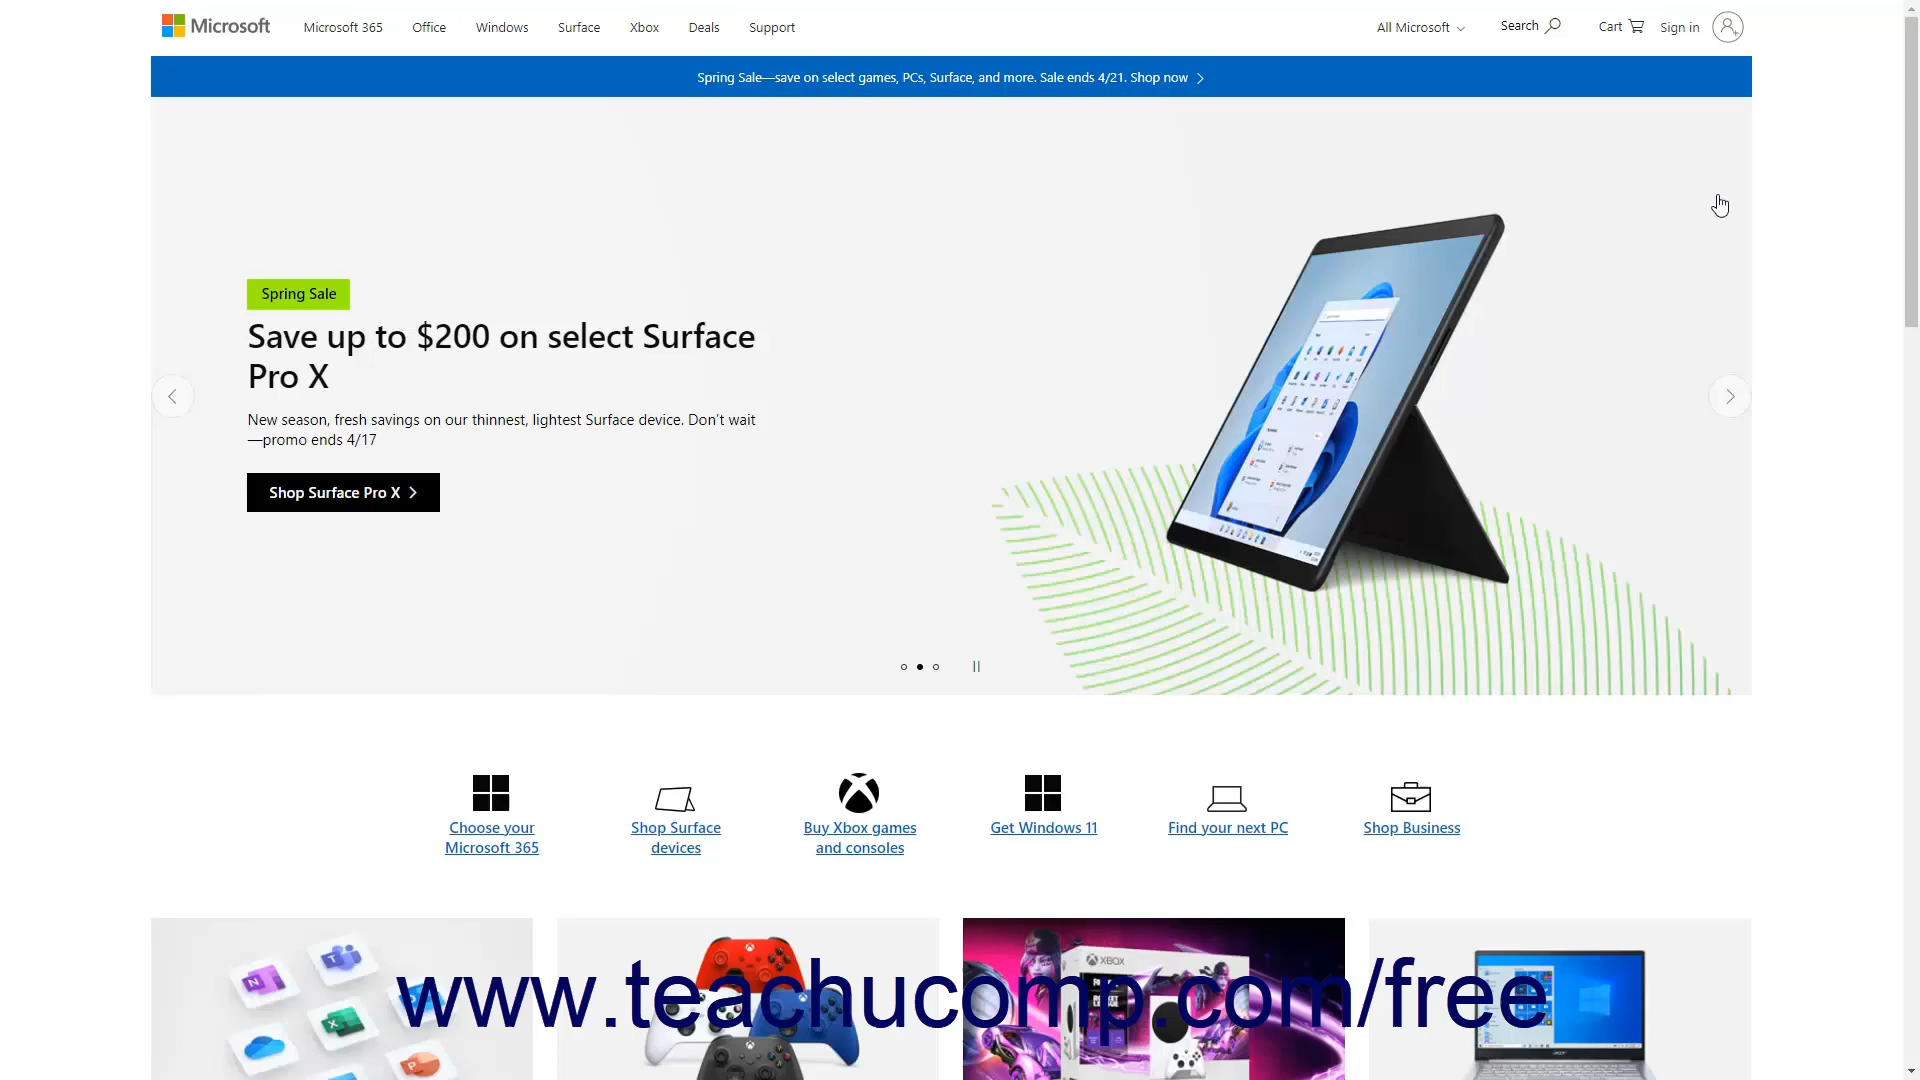 Microsoft
Microsoft 365
Office
Windows
Surface
Xbox
Deals
Support
All Microsoft
Search
Cart
Sign in
Spring Sale—save on select games, PCs, Surface, and more. Sale ends 4/21. Shop now
Spring Sale
Save up to $200 on select Surface
Pro X
New season, fresh savings on our thinnest, lightest Surface device. Don't wait
—promo ends 4/17
Shop Surface Pro X
Choose your
Microsoft 365
Shop Surface
devices
Buy Xbox games
and consoles
Get Windows 11
Find your next PC
Shop Business
XBOX
www.teachucomp.com/free
acer